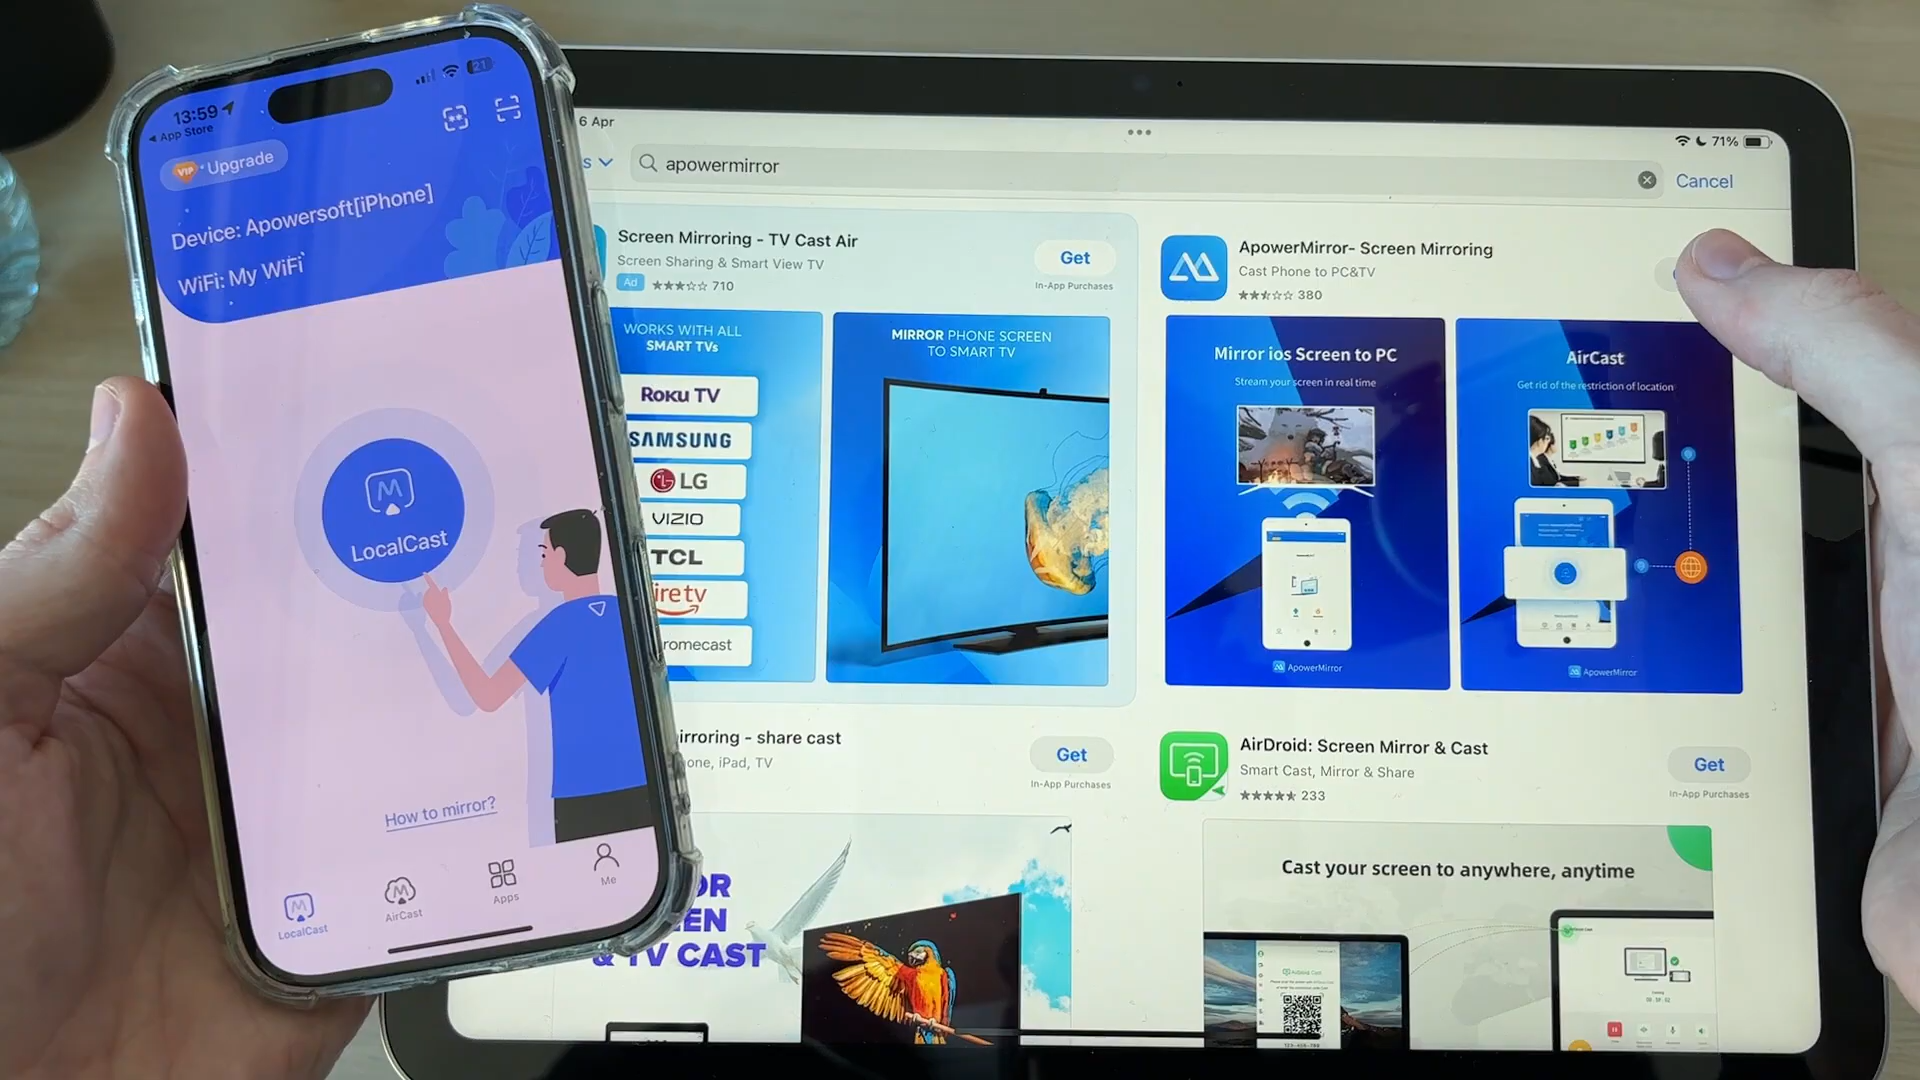 13:59
App Store
21
VIP Upgrade
Device: Apowersoft[iPhone]
WiFi: My WiFi
LocalCast
How to mirror?
LocalCast
AirCast
Apps
Me
6 Apr
71%
apowermirror
Cancel
Screen Mirroring - TV Cast Air
Screen Sharing & Smart View TV
Ad
710
Get
In-App Purchases
WORKS WITH ALL
SMART TVs
ROKU TV
SAMSUNG
LG
VIZIO
TCL
ire tv
romecast
MIRROR PHONE SCREEN
TO SMART TV
ApowerMirror- Screen Mirroring
Cast Phone to PC&TV
380
Mirror ios Screen to PC
Stream your screen in real time
ApowerMirror
AirCast
Get rid of the restriction of location
ApowerMirror
irroring - share cast
one, iPad, TV
Get
In-App Purchases
OR
EEN
& TV CAST
AirDroid: Screen Mirror & Cast
Smart Cast, Mirror & Share
233
Get
In-App Purchases
Cast your screen to anywhere, anytime